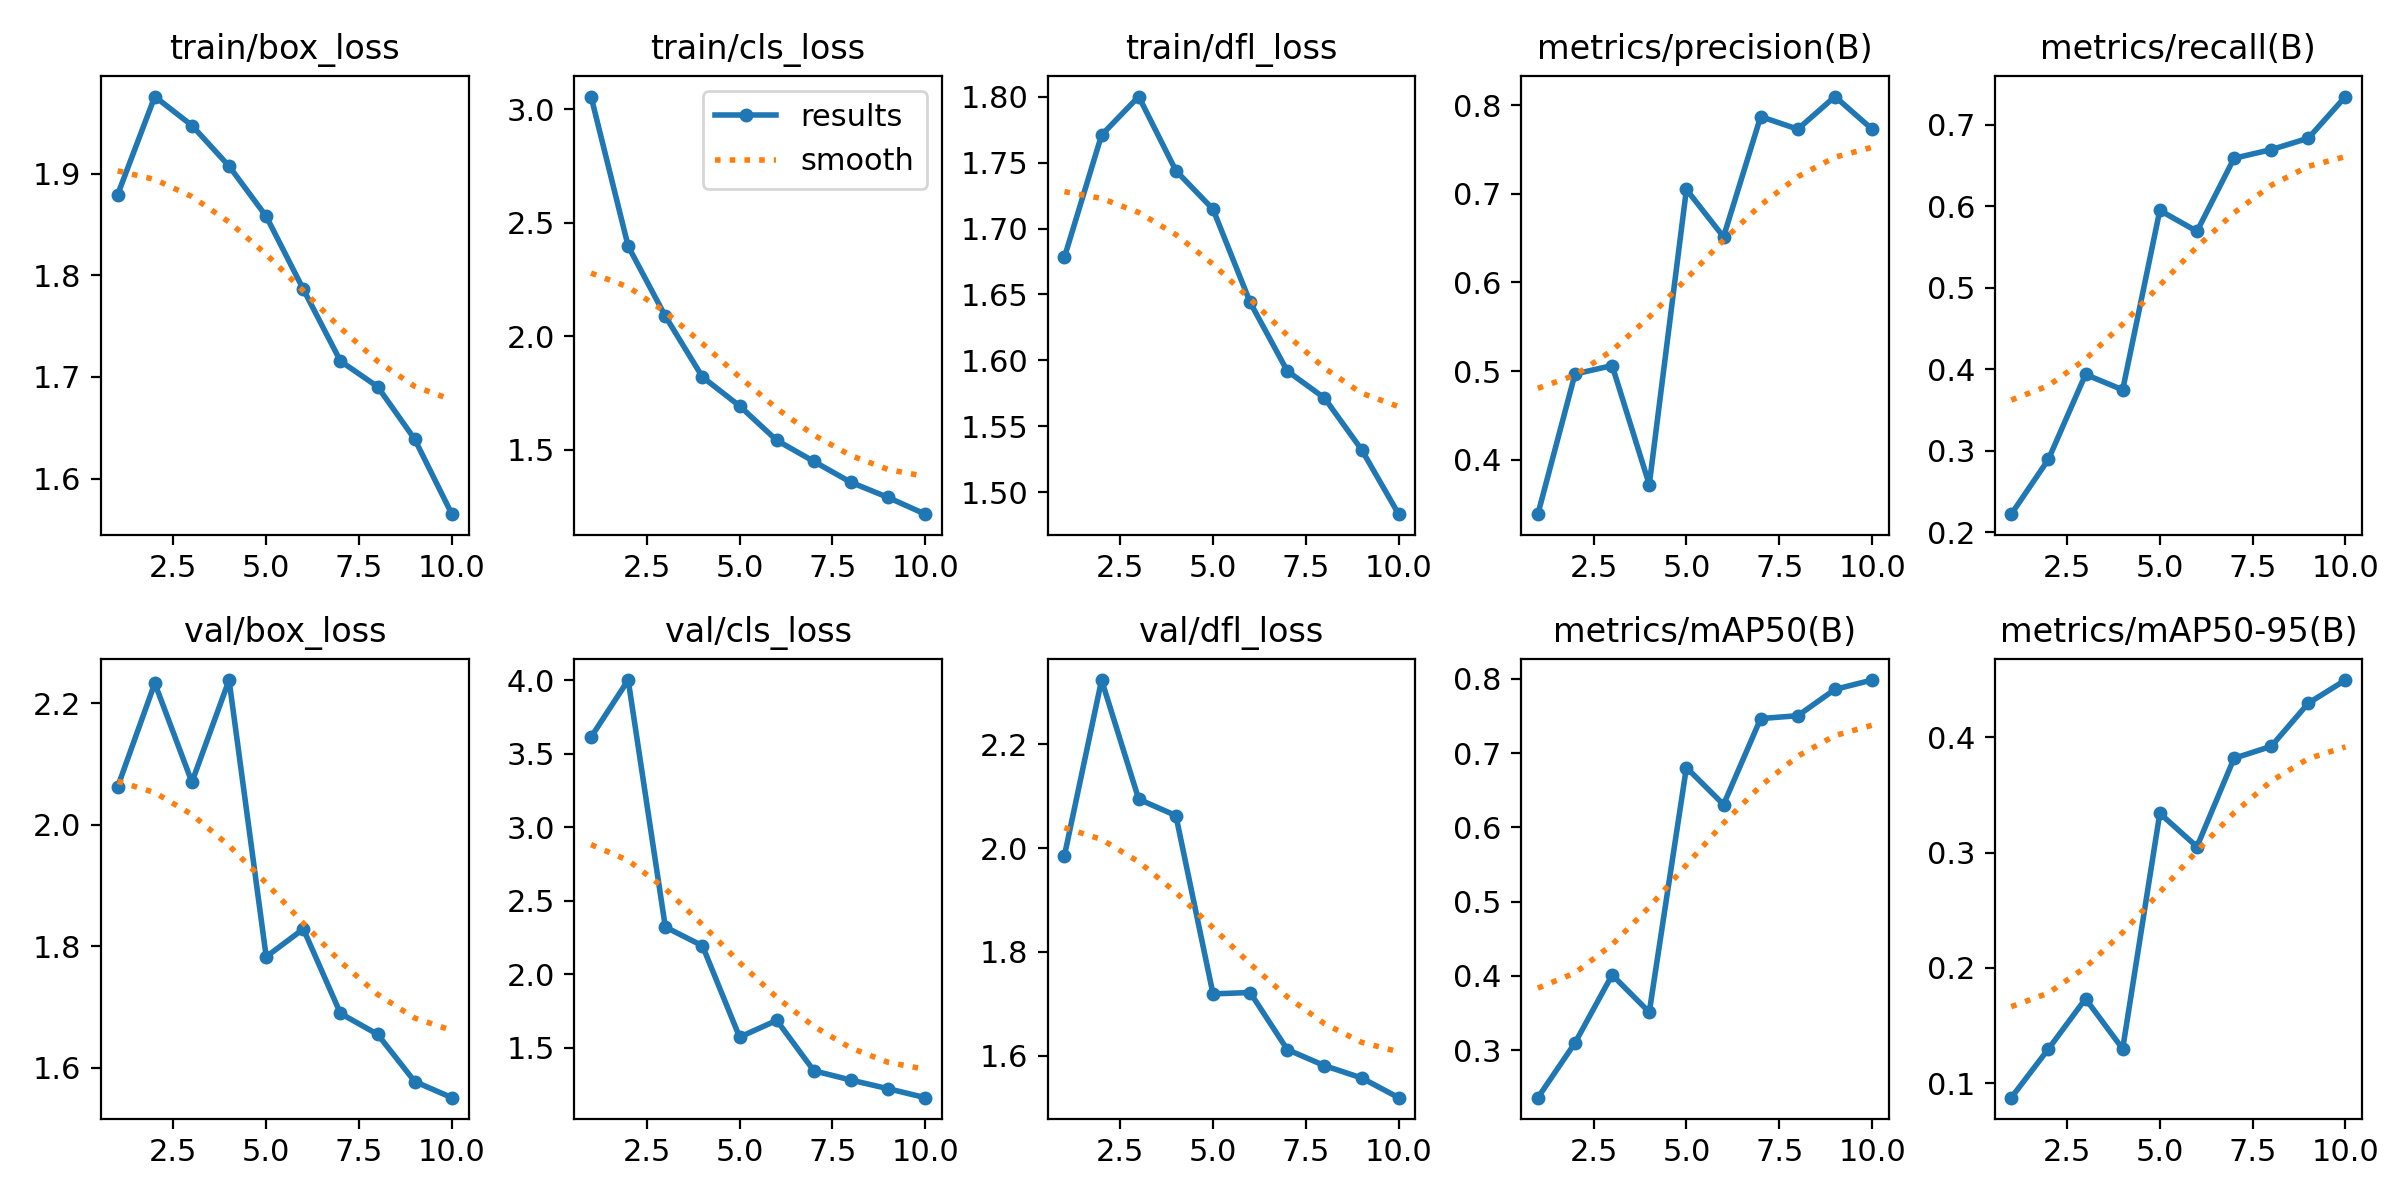 train/box_loss
train/cls_loss
train/dfl_loss
metrics/precision(B)
metrics/recall(B)
1.9
1.8
1.7
1.6
2.5 5.0 7.5 10.0
results
smooth
3.0
2.5
2.0
1.5
2.5 5.0 7.5 10.0
1.80
1.75
1.70
1.65
1.60
1.55
1.50
2.5 5.0 7.5 10.0
0.8
0.7
0.6
0.5
0.4
2.5 5.0 7.5 10.0
0.7
0.6
0.5
0.4
0.3
0.2
2.5 5.0 7.5 10.0
val/box_loss
val/cls_loss
val/dfl_loss
metrics/mAP50(B)
metrics/mAP50-95(B)
2.2
2.0
1.8
1.6
2.5 5.0 7.5 10.0
4.0
3.5
3.0
2.5
2.0
1.5
2.5 5.0 7.5 10.0
2.2
2.0
1.8
1.6
2.5 5.0 7.5 10.0
0.8
0.7
0.6
0.5
0.4
0.3
2.5 5.0 7.5 10.0
0.4
0.3
0.2
0.1
2.5 5.0 7.5 10.0